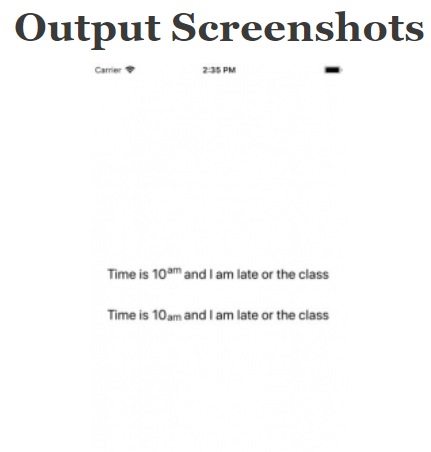 Output Screenshots
Carrier 2:35 PM
Time is 10am and I am late or the class
Time is 10am and I am late or the class